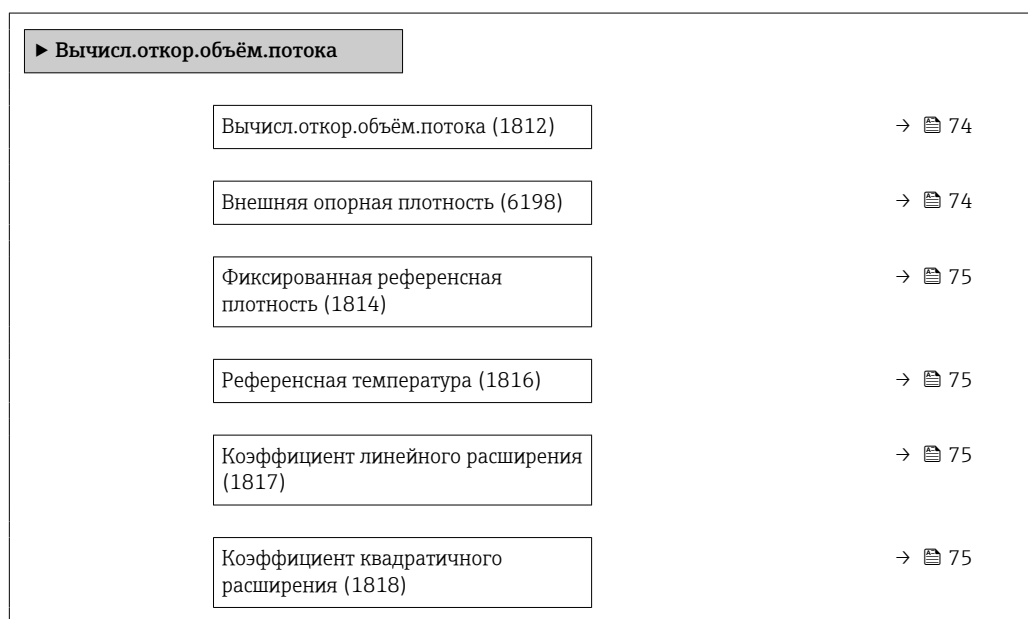 ▶ Вычисл.откор.объём.потока
Вычисл.откор.объём.потока (1812) → 74
Внешняя опорная плотность (6198) → 74
Фиксированная референсная → 75
плотность (1814)
Референсная температура (1816) → 75
Коэффициент линейного расширения → 75
(1817)
Коэффициент квадратичного → 75
расширения (1818)